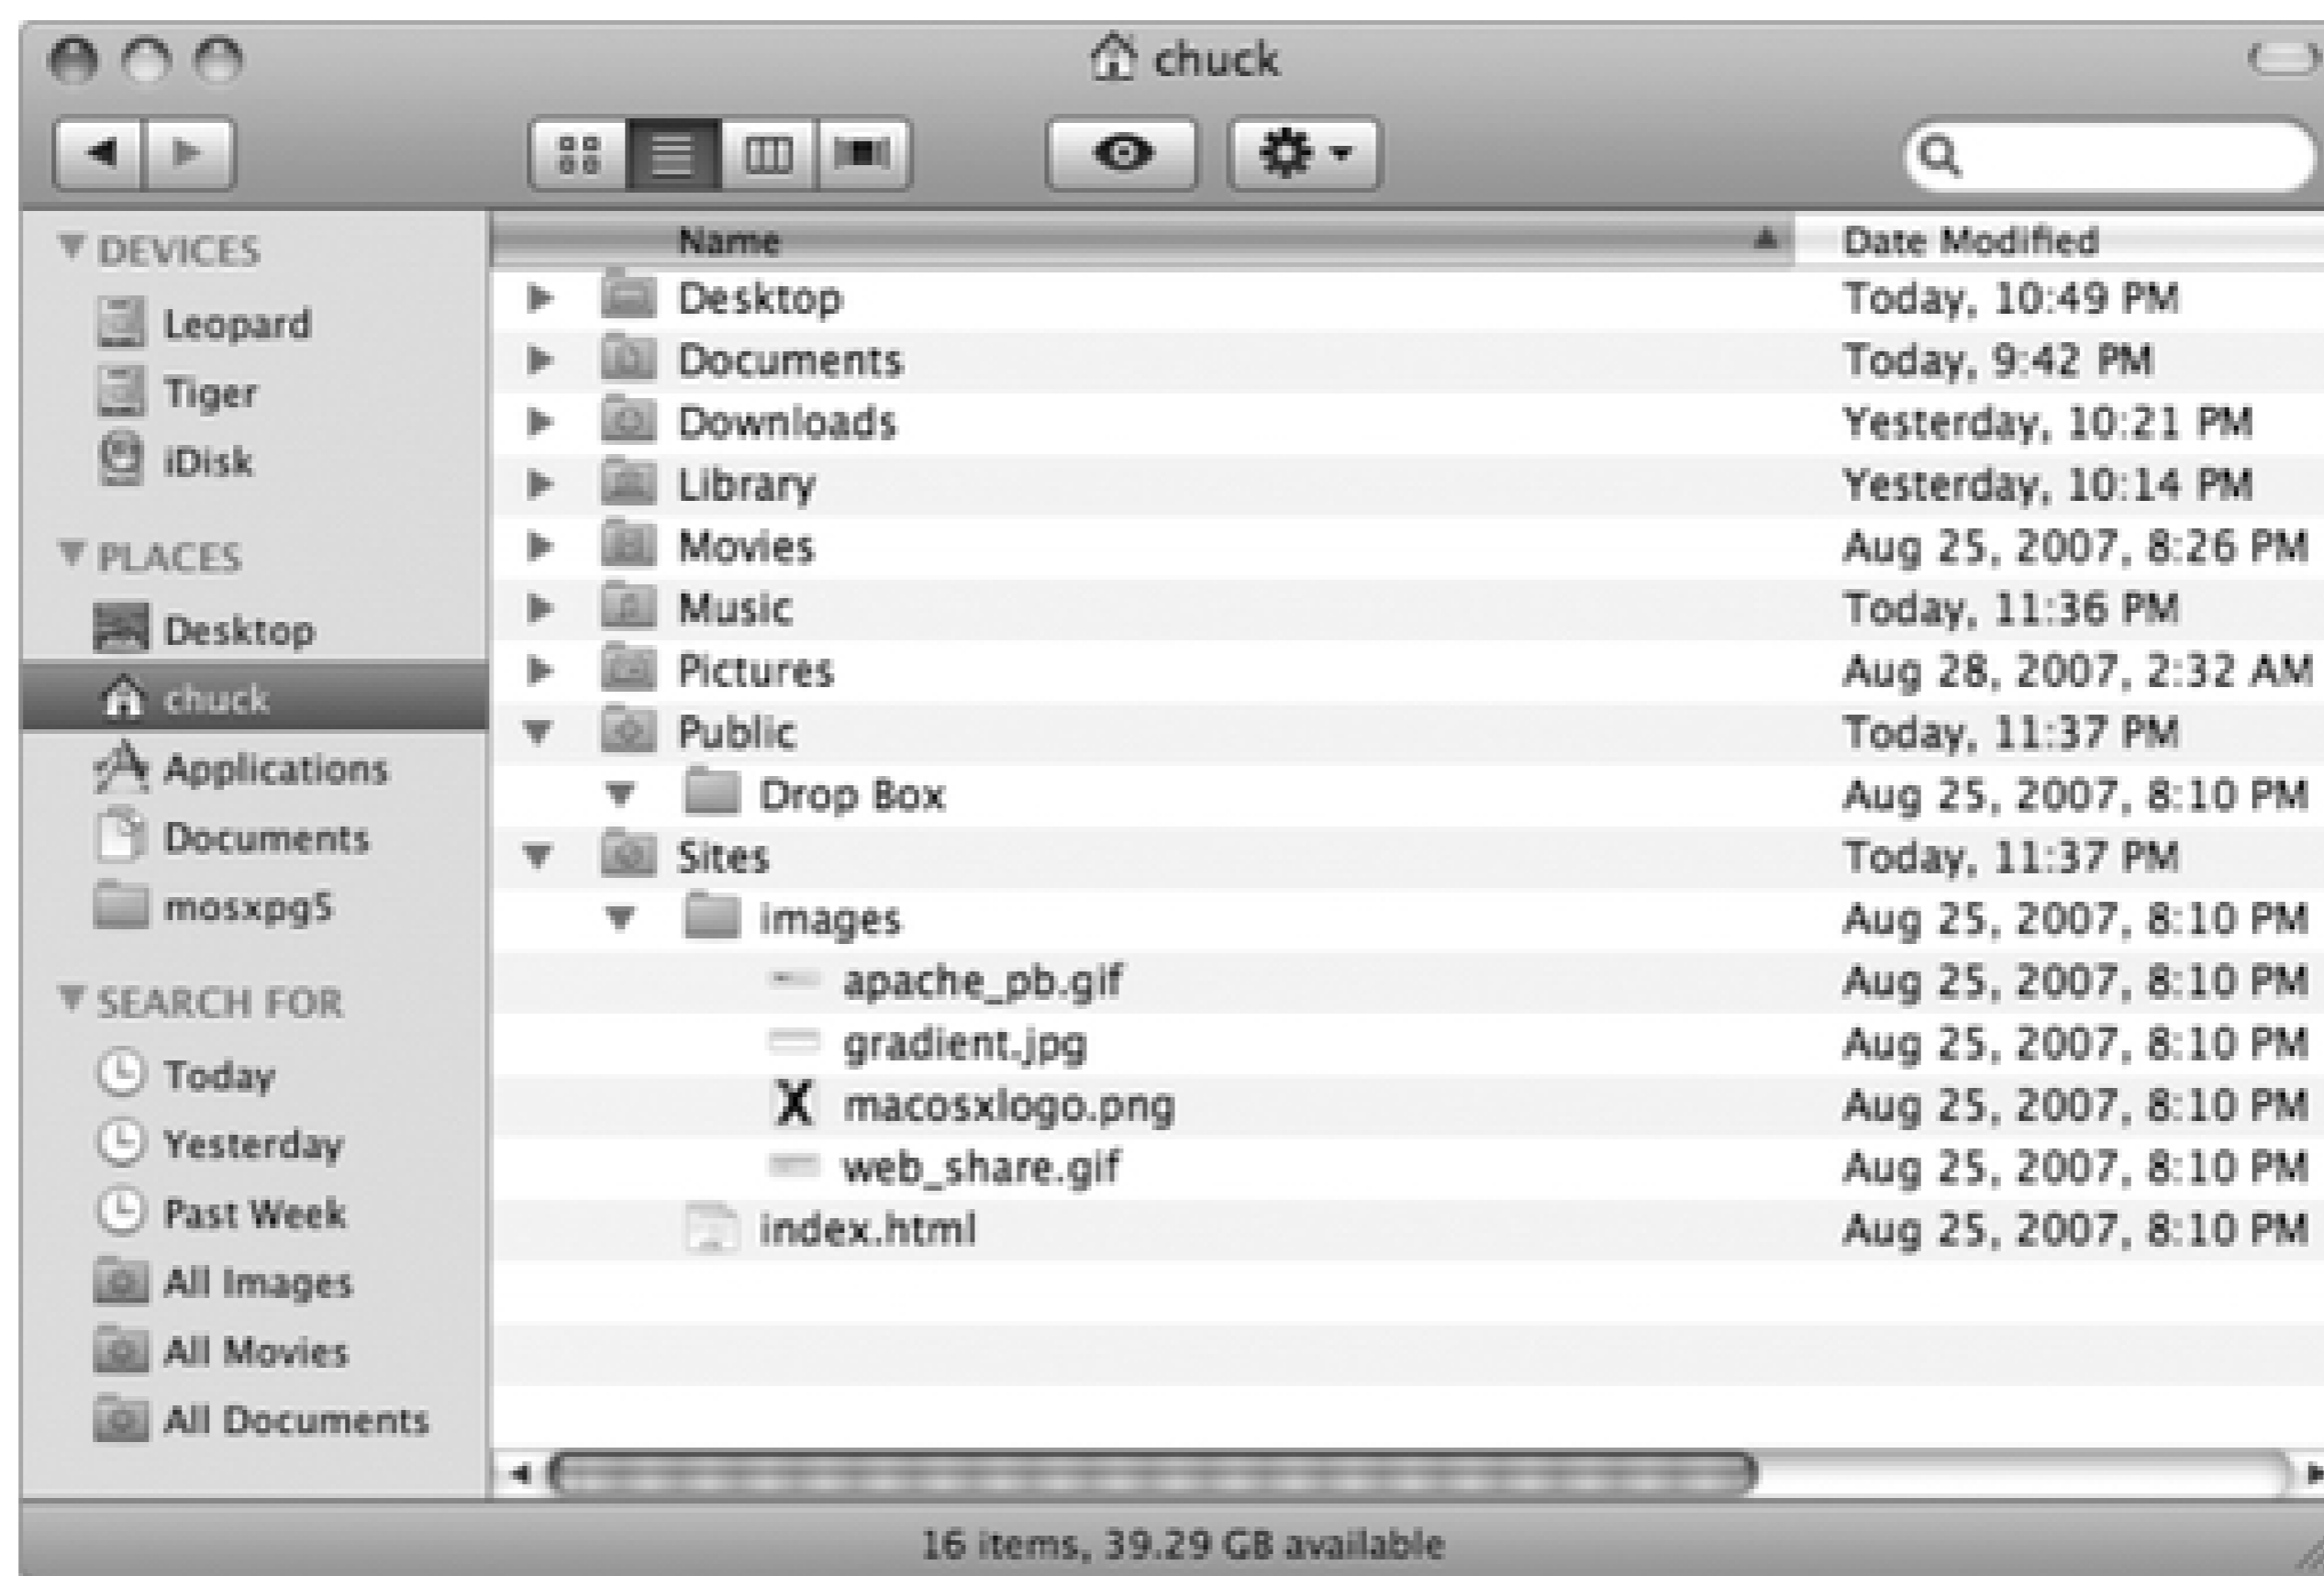 chuck
DEVICES
Leopard
Tiger
iDisk
PLACES
Desktop
chuck
Applications
Documents
mosxpg5
SEARCH FOR
Today
Yesterday
Past Week
All Images
All Movies
All Documents
Name Date Modified
Desktop Today, 10:49 PM
Documents Today, 9:42 PM
Downloads Yesterday, 10:21 PM
Library Yesterday, 10:14 PM
Movies Aug 25, 2007, 8:26 PM
Music Today, 11:36 PM
Pictures Aug 28, 2007, 2:32 AM
Public Today, 11:37 PM
Drop Box Aug 25, 2007, 8:10 PM
Sites Today, 11:37 PM
images Aug 25, 2007, 8:10 PM
apache_pb.gif Aug 25, 2007, 8:10 PM
gradient.jpg Aug 25, 2007, 8:10 PM
macosxlogo.png Aug 25, 2007, 8:10 PM
web_share.gif Aug 25, 2007, 8:10 PM
index.html Aug 25, 2007, 8:10 PM
16 items, 39.29 GB available